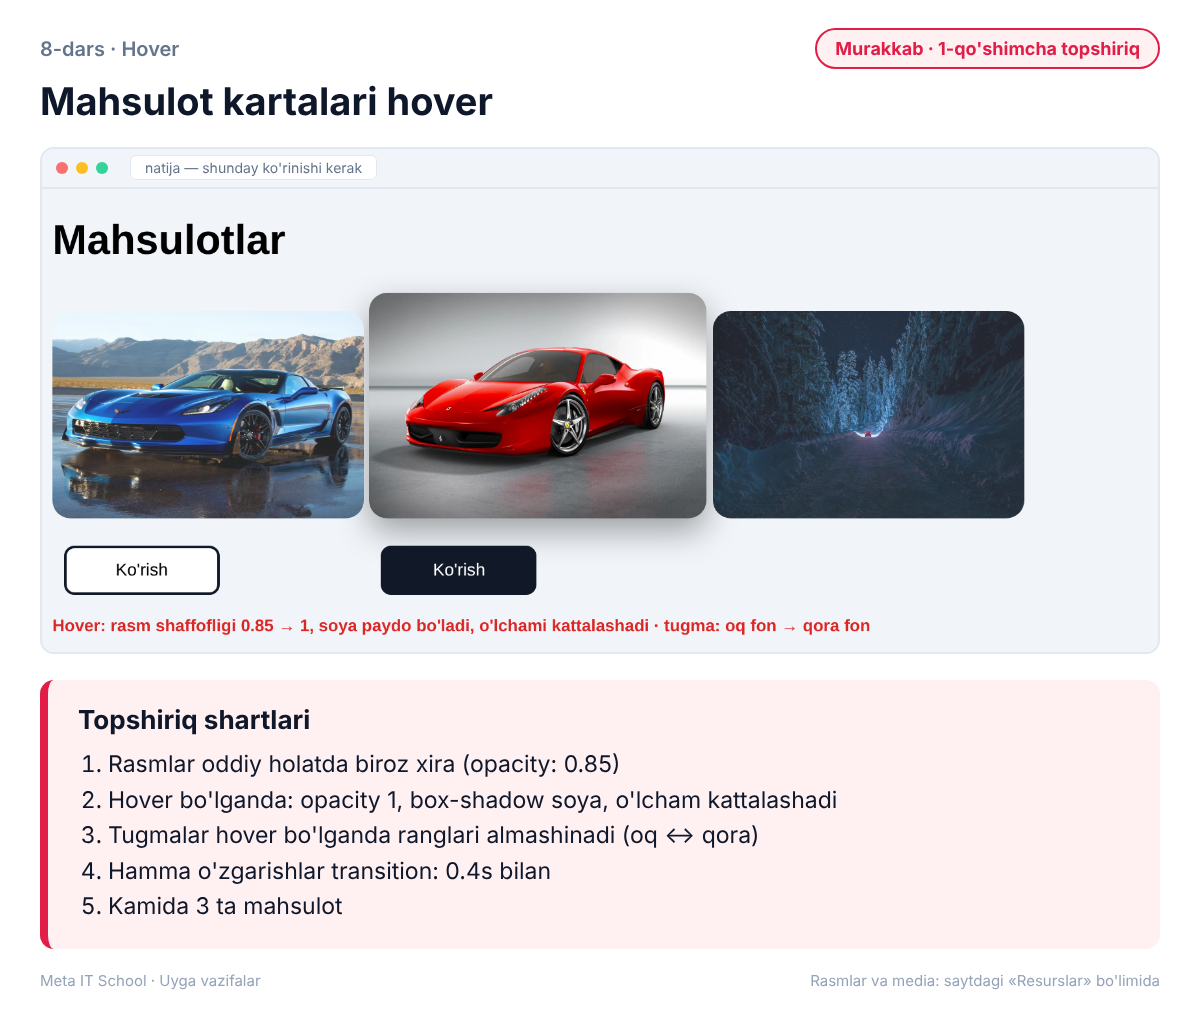 8-dars · Hover
Murakkab · 1-qo'shimcha topshiriq
Mahsulot kartalari hover
natija — shunday ko'rinishi kerak
Mahsulotlar
Ko'rish
Ko'rish
Hover: rasm shaffofligi 0.85 → 1, soya paydo bo'ladi, o'lchami kattalashadi · tugma: oq fon → qora fon
Topshiriq shartlari
1. Rasmlar oddiy holatda biroz xira (opacity: 0.85)
2. Hover bo'lganda: opacity 1, box-shadow soya, o'lcham kattalashadi
3. Tugmalar hover bo'lganda ranglari almashinadi (oq ↔ qora)
4. Hamma o'zgarishlar transition: 0.4s bilan
5. Kamida 3 ta mahsulot
Meta IT School · Uyga vazifalar
Rasmlar va media: saytdagi «Resurslar» bo'limida